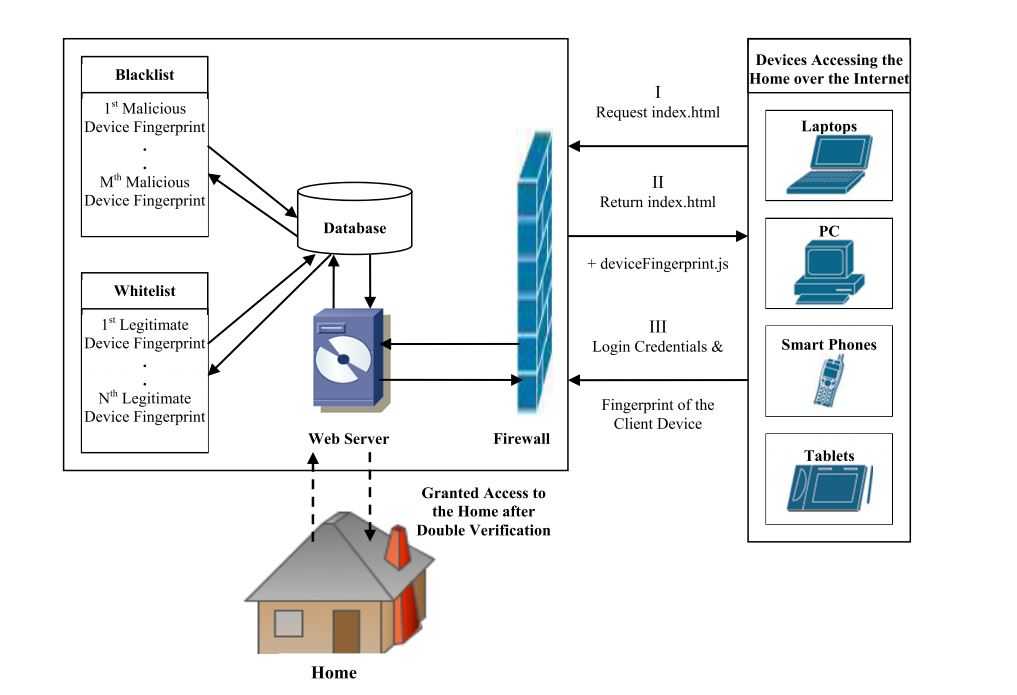 Blacklist
1st Malicious
Device Fingerprint
.
.
Mth Malicious
Device Fingerprint
Whitelist
1st Legitimate
Device Fingerprint
.
.
Nth Legitimate
Device Fingerprint
Database
Web Server
Firewall
I
Request index.html
II
Return index.html
+ deviceFingerprint.js
III
Login Credentials &
Fingerprint of the
Client Device
Devices Accessing the
Home over the Internet
Laptops
PC
Smart Phones
Tablets
Granted Access to
the Home after
Double Verification
Home